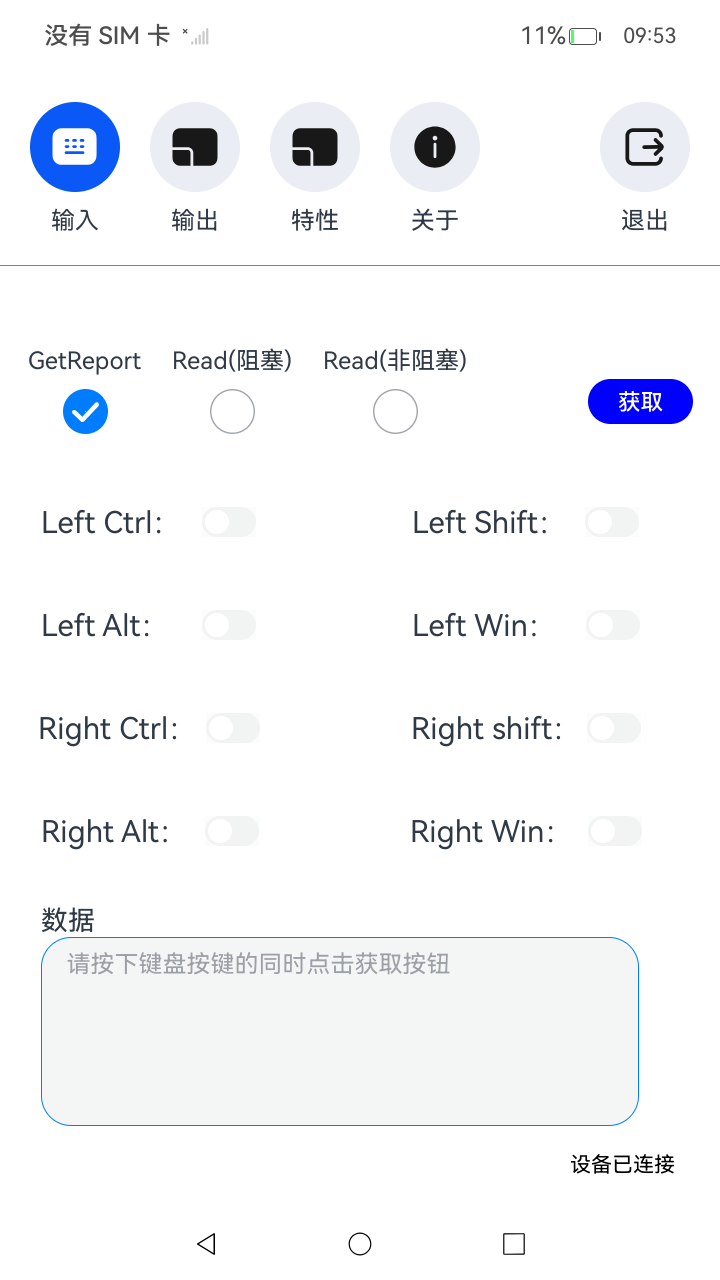 没有 SIM 卡 11% 09:53
输入 输出 特性 关于 退出
GetReport Read(阻塞) Read(非阻塞)
获取
Left Ctrl: Left Shift:
Left Alt: Left Win:
Right Ctrl: Right shift:
Right Alt: Right Win:
数据
请按下键盘按键的同时点击获取按钮
设备已连接